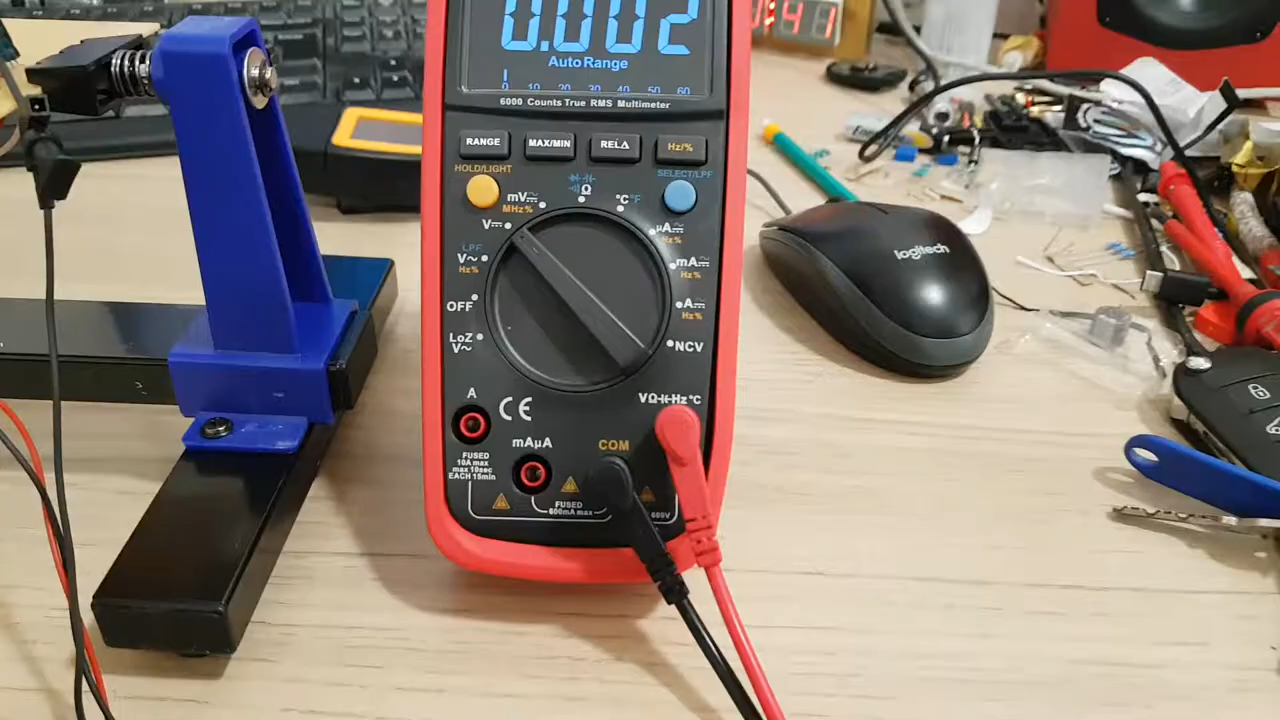 0.002
Auto Range
0 10 20 30 40 50 60
6000 Counts True RMS Multimeter
RANGE MAX/MIN RELΔ Hz/%
HOLD/LIGHT SELECT/LPF
mV MHz% Ω °C°F
V µA Hz%
LPF V~ Hz% mA Hz%
OFF A Hz%
LoZ V~ NCV
A CE VΩHz°C
mAµA COM
FUSED
10A max
max 10sec
EACH 15min
FUSED
600mA max
600V
41
logitech